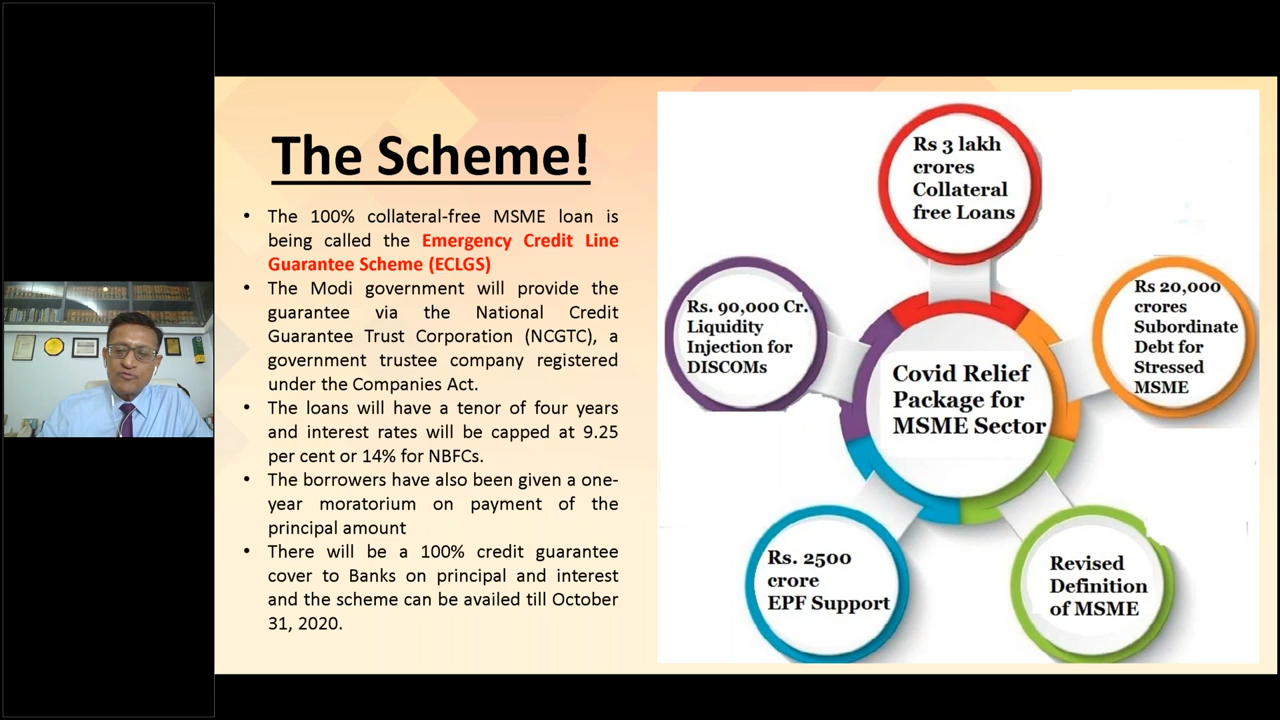 The Scheme!
• The 100% collateral-free MSME loan is
being called the Emergency Credit Line
Guarantee Scheme (ECLGS)
• The Modi government will provide the
guarantee via the National Credit
Guarantee Trust Corporation (NCGTC), a
government trustee company registered
under the Companies Act.
• The loans will have a tenor of four years
and interest rates will be capped at 9.25
per cent or 14% for NBFCs.
• The borrowers have also been given a one-
year moratorium on payment of the
principal amount
• There will be a 100% credit guarantee
cover to Banks on principal and interest
and the scheme can be availed till October
31, 2020.
Rs 3 lakh
crores
Collateral
free Loans
Rs. 90,000 Cr.
Liquidity
Injection for
DISCOMs
Rs 20,000
crores
Subordinate
Debt for
Stressed
MSME
Covid Relief
Package for
MSME Sector
Rs. 2500
crore
EPF Support
Revised
Definition
of MSME